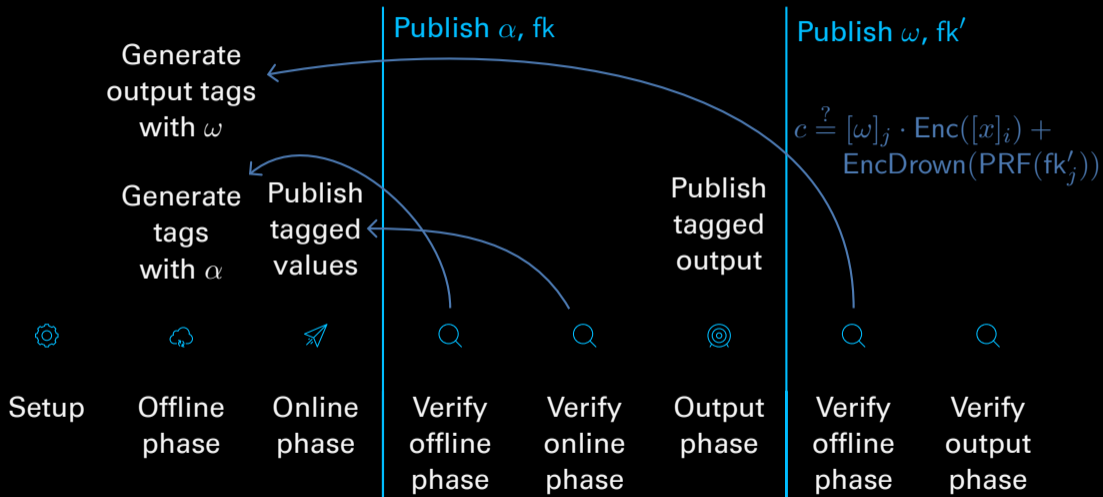 Publish α, fk
Publish ω, fk′
Generate
output tags
with ω
c ≟ [ω]ⱼ · Enc([x]ᵢ) +
EncDrown(PRF(fk′ⱼ))
Generate
tags
with α
Publish
tagged
values
Publish
tagged
output
Setup
Offline
phase
Online
phase
Verify
offline
phase
Verify
online
phase
Output
phase
Verify
offline
phase
Verify
output
phase